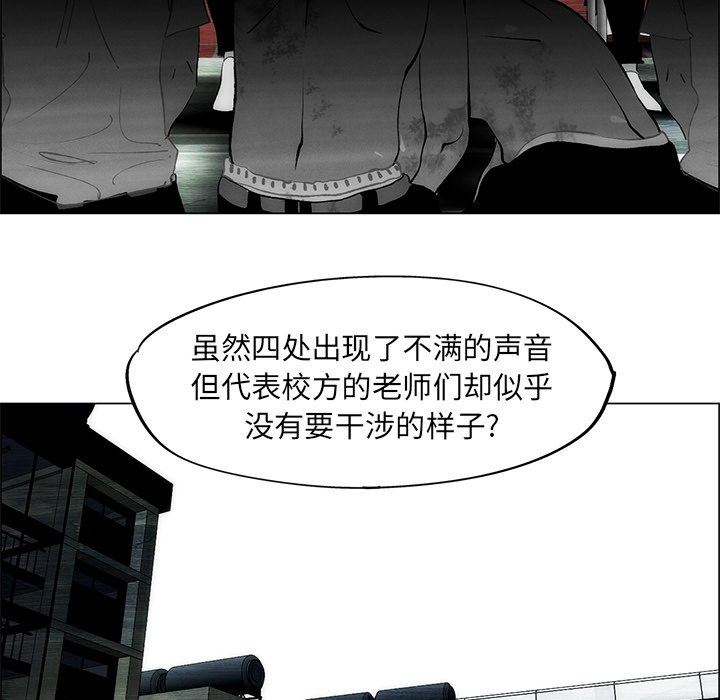 虽然四处出现了不满的声音
但代表校方的老师们却似乎
没有要干涉的样子?